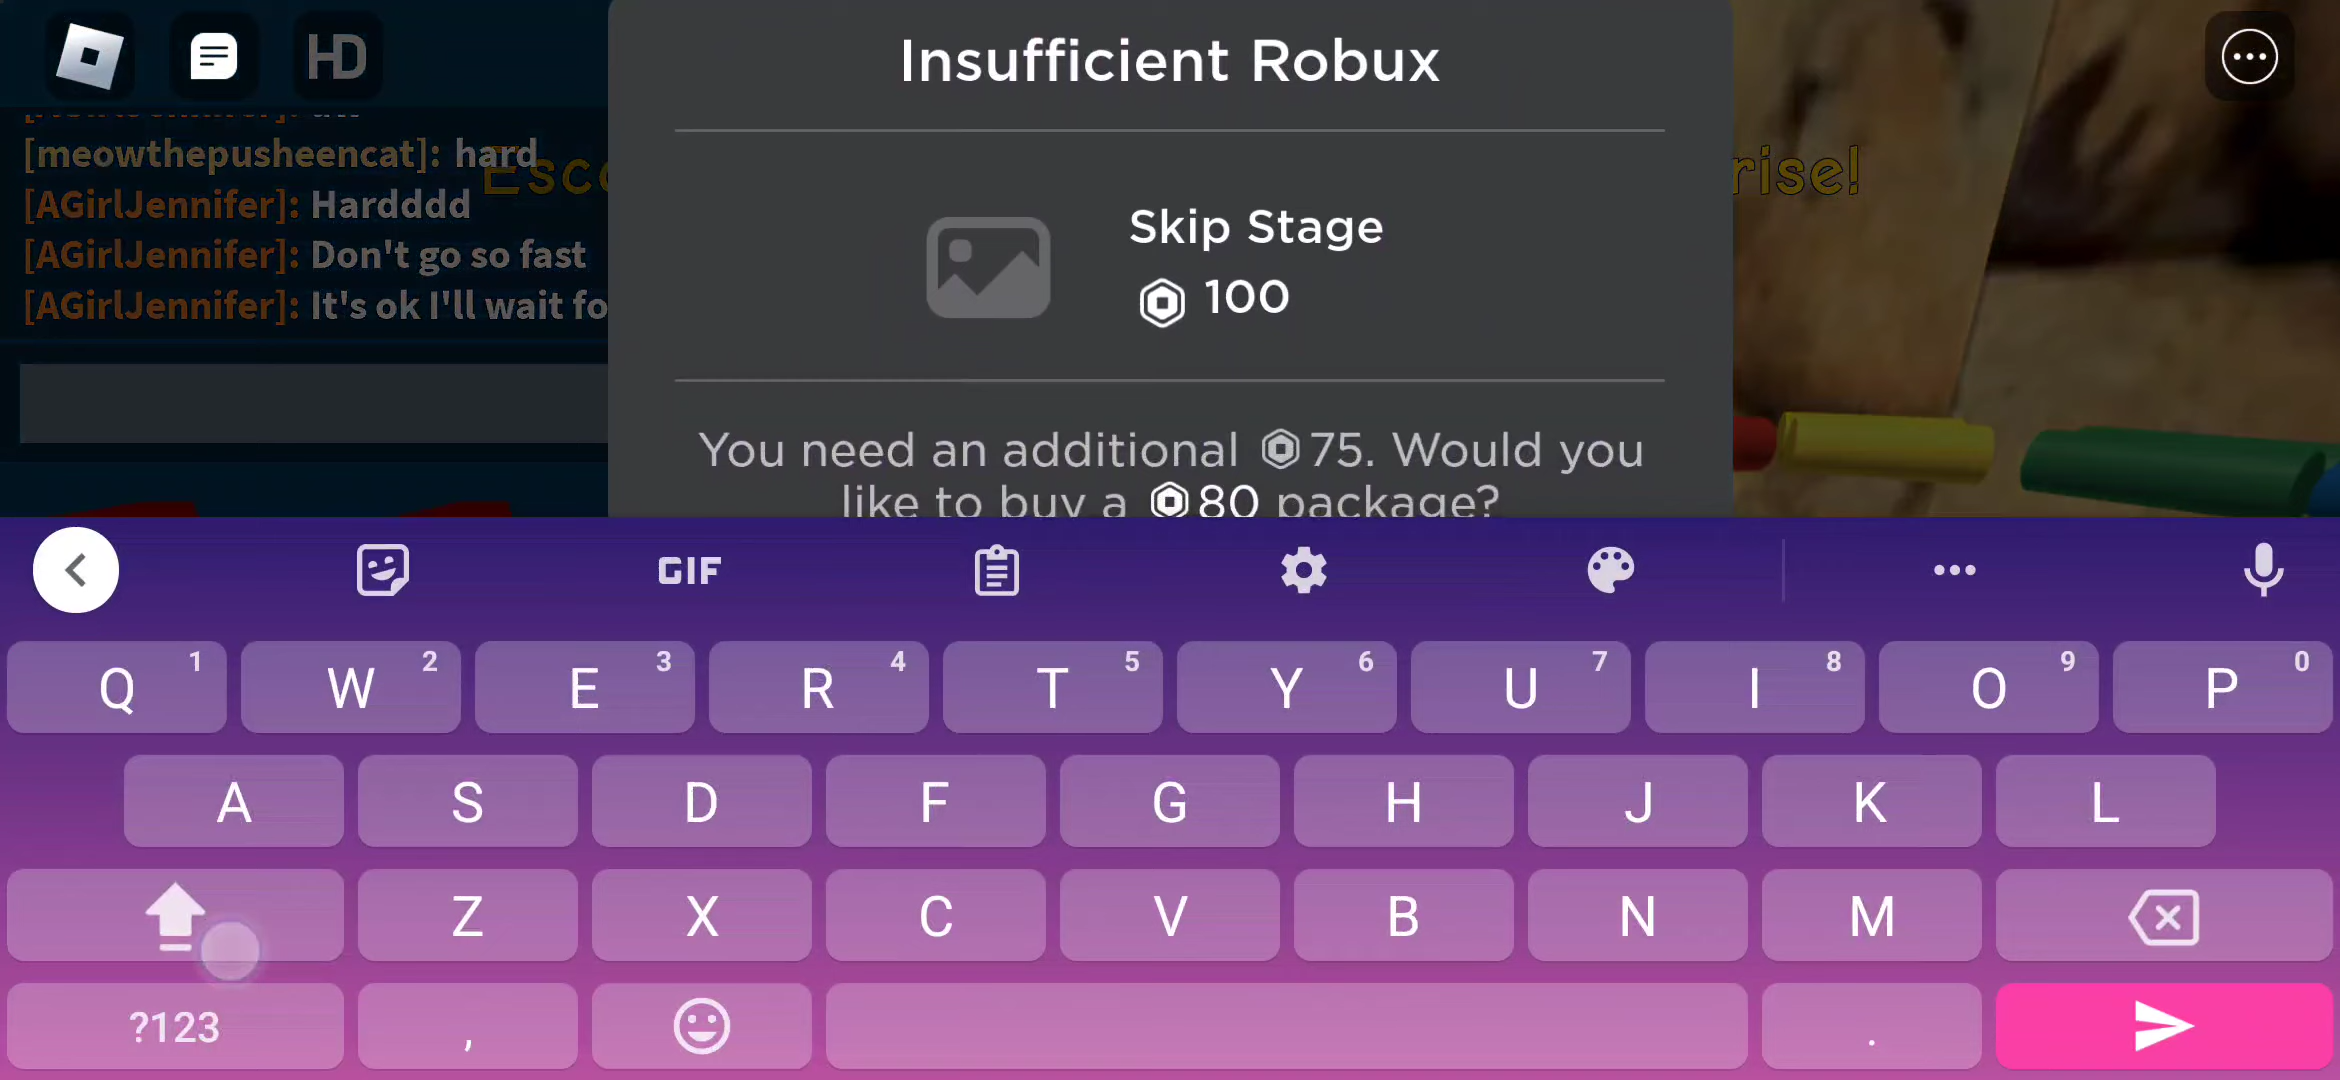 HD
Insufficient Robux
[meowthepusheencat]: hard
Esc
rise!
[AGirlJennifer]: Hardddd
[AGirlJennifer]: Don't go so fast
[AGirlJennifer]: It's ok I'll wait fo
Skip Stage
100
You need an additional 75. Would you
like to buy a 80 package?
GIF
Q 1 W 2 E 3 R 4 T 5 Y 6 U 7 I 8 O 9 P 0
A S D F G H J K L
Z X C V B N M
?123 , .